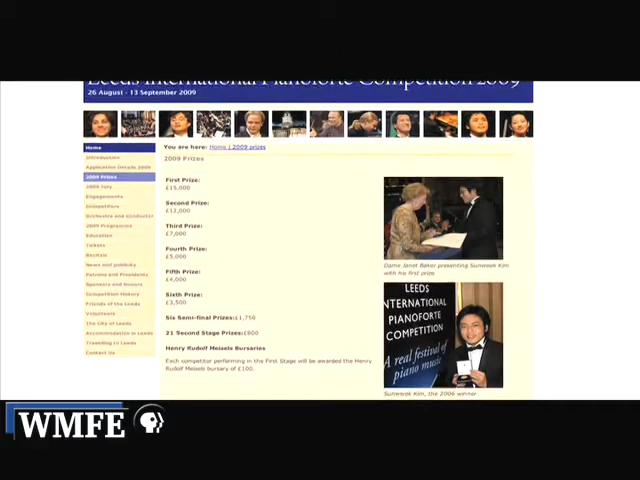 Leeds International Pianoforte Competition 2009
26 August - 13 September 2009
Home
Introduction
Application Details 2009
2009 Prizes
2009 Jury
Engagements
Competitors
Orchestra and Conductor
2009 Programme
Education
Tickets
Recitals
News and publicity
Patrons and Presidents
Sponsors and Donors
Competition History
Friends of the Leeds
Volunteers
The City of Leeds
Accommodation in Leeds
Travelling to Leeds
Contact Us
You are here: Home | 2009 prizes
2009 Prizes
First Prize:
£15,000
Second Prize:
£12,000
Third Prize:
£7,000
Fourth Prize:
£5,000
Fifth Prize:
£4,000
Sixth Prize:
£3,500
Six Semi-final Prizes:£1,750
21 Second Stage Prizes:£800
Henry Rudolf Meisels Bursaries
Each competitor performing in the First Stage will be awarded the Henry
Rudolf Meisels bursary of £100.
Dame Janet Baker presenting Sunwook Kim
with his first prize
LEEDS
INTERNATIONAL
PIANOFORTE
COMPETITION
A real festival of
piano music
Sunwook Kim, the 2006 winner
WMFE